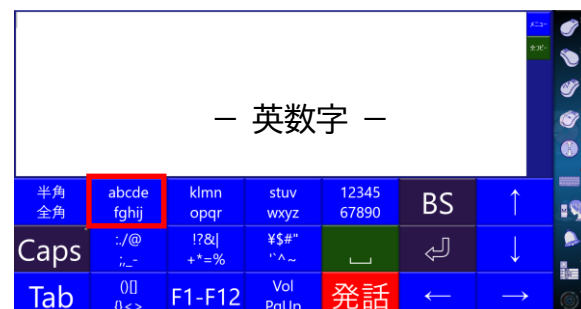 メニュー
全コピー
－ 英数字 －
半角 全角
abcde fghij
klmn opqr
stuv wxyz
12345 67890
BS
↑
Caps
:./@ ;,_-
!?&| +*=%
¥$#" '`^~
↓
Tab
()[]
{}<>
F1-F12
Vol
PgUp
発話
←
→